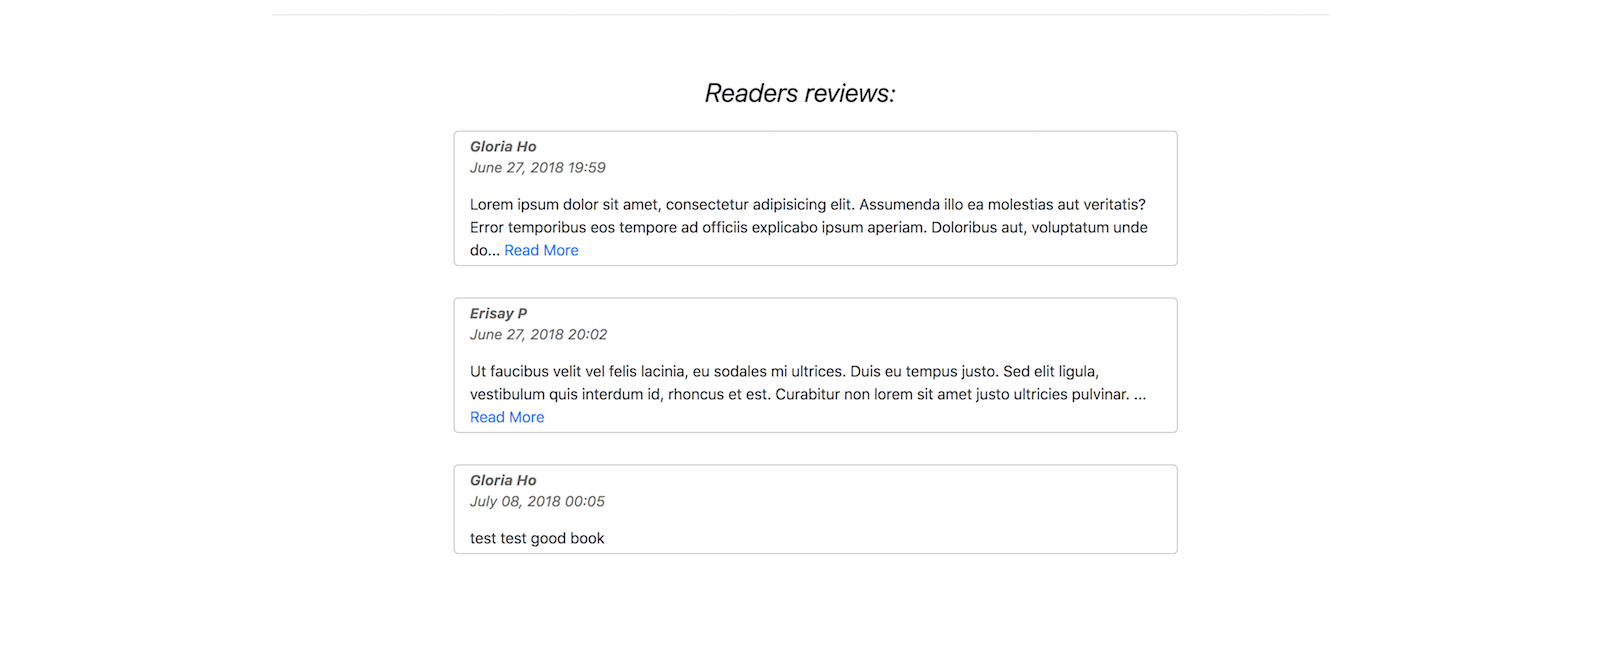 Readers reviews:
Gloria Ho
June 27, 2018 19:59
Lorem ipsum dolor sit amet, consectetur adipisicing elit. Assumenda illo ea molestias aut veritatis?
Error temporibus eos tempore ad officiis explicabo ipsum aperiam. Doloribus aut, voluptatum unde
do... Read More
Erisay P
June 27, 2018 20:02
Ut faucibus velit vel felis lacinia, eu sodales mi ultrices. Duis eu tempus justo. Sed elit ligula,
vestibulum quis interdum id, rhoncus et est. Curabitur non lorem sit amet justo ultricies pulvinar. ...
Read More
Gloria Ho
July 08, 2018 00:05
test test good book